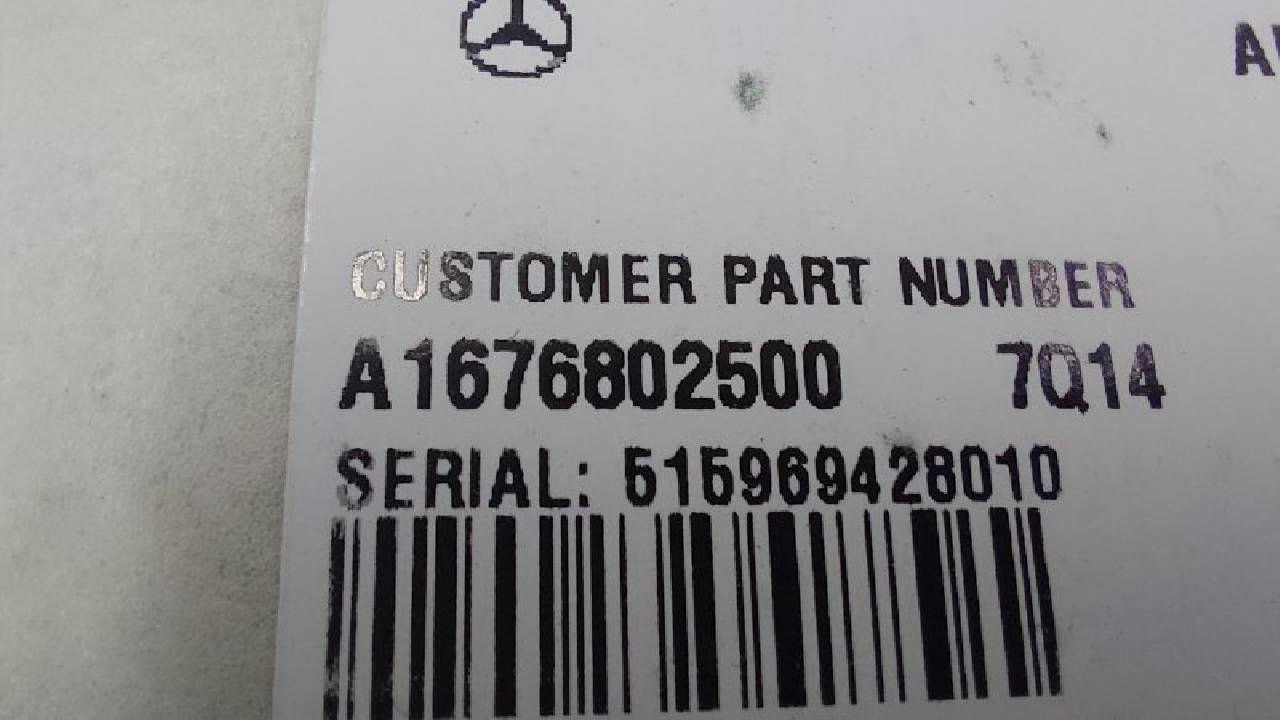 CUSTOMER PART NUMBER
A1676802500 7Q14
SERIAL: 515969428010